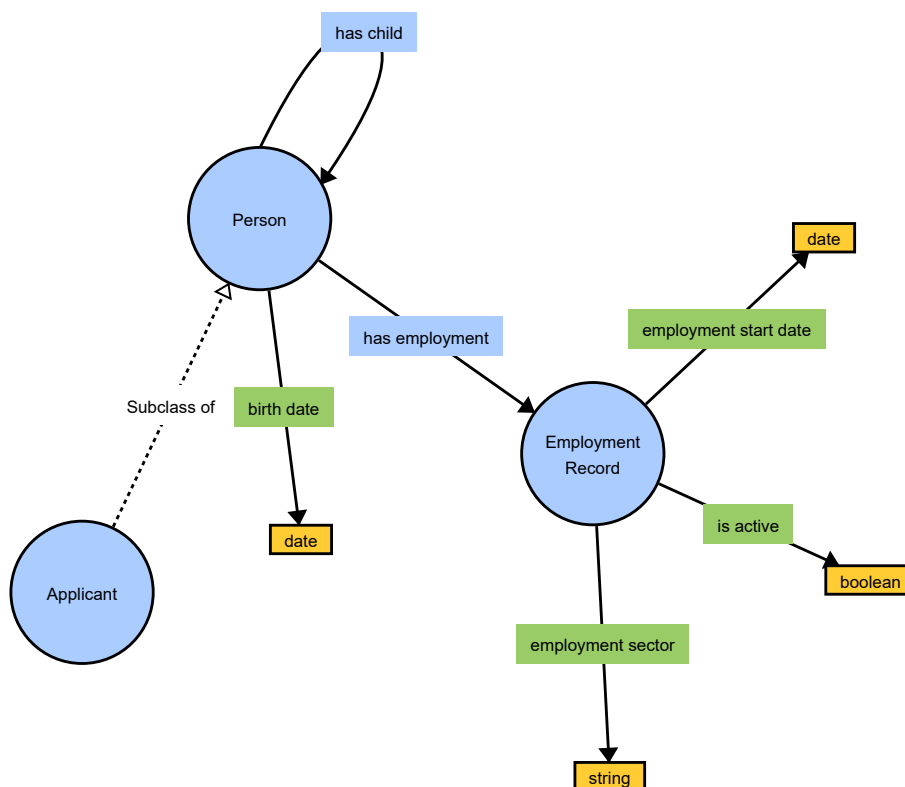 has child
Person
date
employment start date
has employment
Subclass of
birth date
Employment
Record
is active
date
boolean
Applicant
employment sector
string